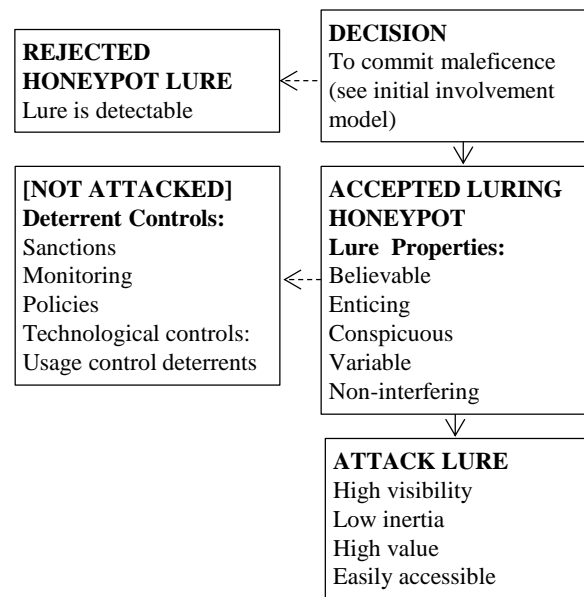 REJECTED
HONEYPOT LURE
Lure is detectable
DECISION
To commit maleficence
(see initial involvement
model)
[NOT ATTACKED]
Deterrent Controls:
Sanctions
Monitoring
Policies
Technological controls:
Usage control deterrents
ACCEPTED LURING
HONEYPOT
Lure Properties:
Believable
Enticing
Conspicuous
Variable
Non-interfering
ATTACK LURE
High visibility
Low inertia
High value
Easily accessible